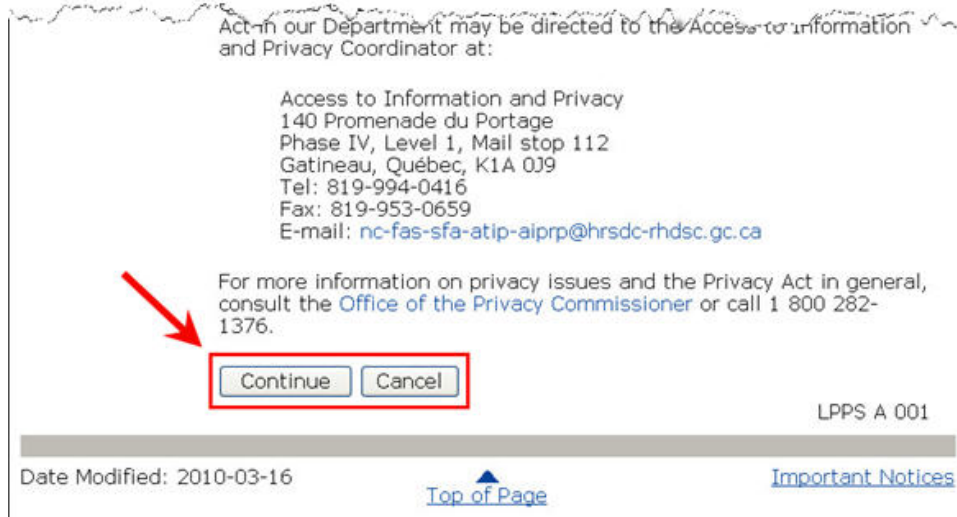 Act in our Department may be directed to the Access to Information
and Privacy Coordinator at:
Access to Information and Privacy
140 Promenade du Portage
Phase IV, Level 1, Mail stop 112
Gatineau, Québec, K1A 0J9
Tel: 819-994-0416
Fax: 819-953-0659
E-mail: nc-fas-sfa-atip-aiprp@hrsdc-rhdsc.gc.ca
For more information on privacy issues and the Privacy Act in general,
consult the Office of the Privacy Commissioner or call 1 800 282-
1376.
Continue Cancel
LPPS A 001
Date Modified: 2010-03-16 Top of Page Important Notices